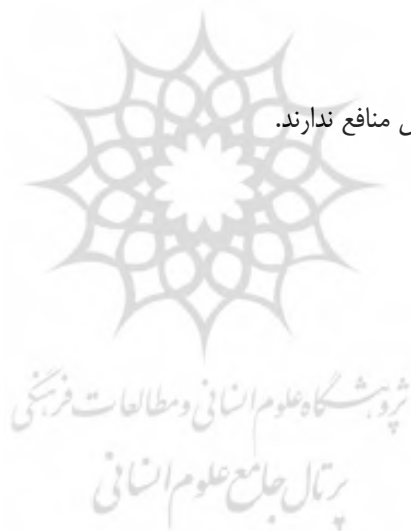 منافع ندارند.
پژوهشگاه علوم انسانی و مطالعات فرهنگی
پرتال جامع علوم انسانی